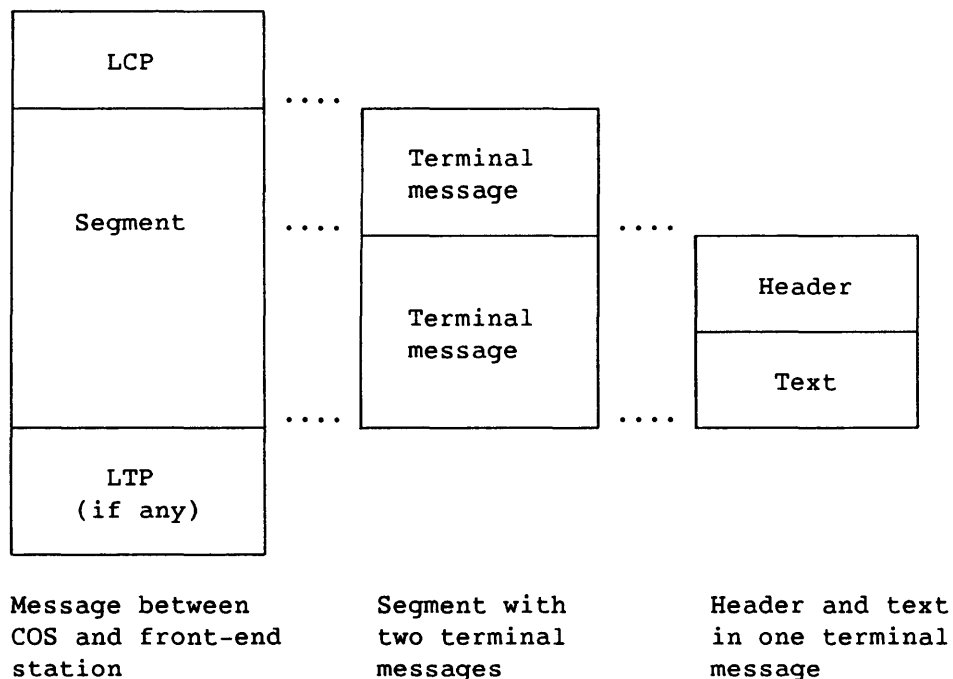 LCP
....
Terminal
message
Segment
....
....
Header
Terminal
message
Text
....
....
LTP
(if any)
Message between
COS and front-end
station
Segment with
two terminal
messages
Header and text
in one terminal
message